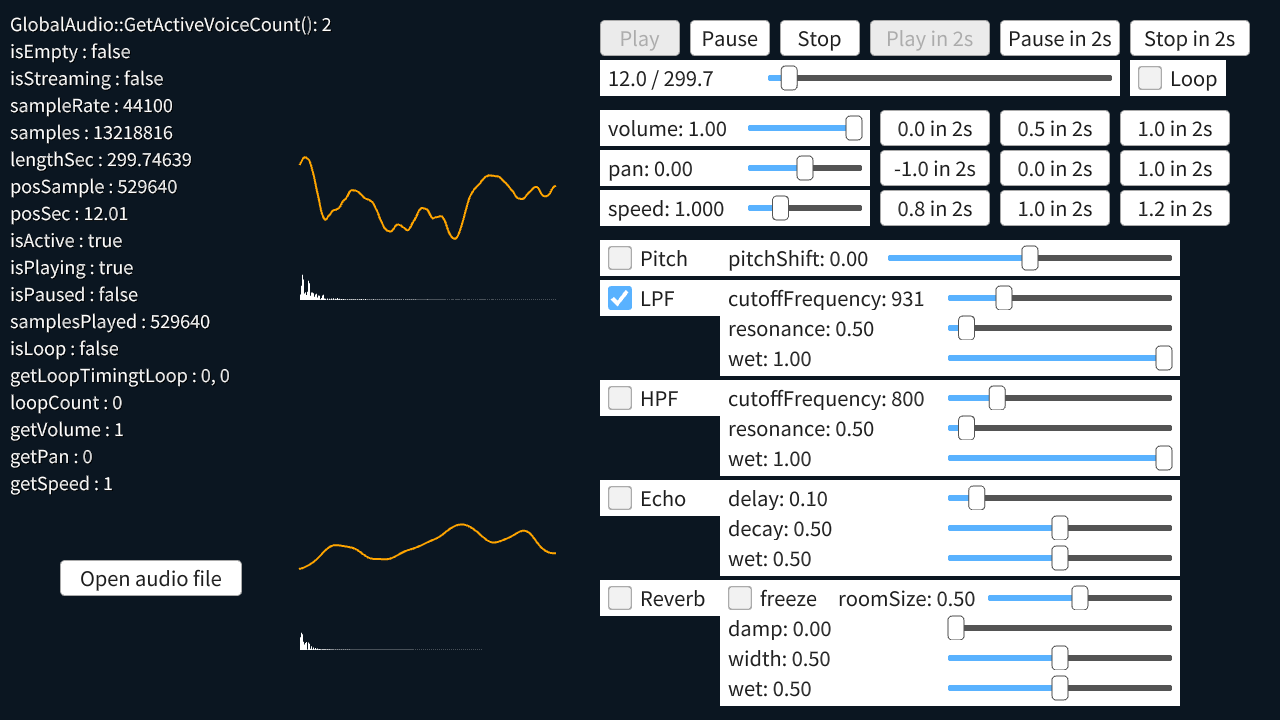 GlobalAudio::GetActiveVoiceCount(): 2
isEmpty : false
isStreaming : false
sampleRate : 44100
samples : 13218816
lengthSec : 299.74639
posSample : 529640
posSec : 12.01
isActive : true
isPlaying : true
isPaused : false
samplesPlayed : 529640
isLoop : false
getLoopTimingtLoop : 0, 0
loopCount : 0
getVolume : 1
getPan : 0
getSpeed : 1
Open audio file
Play Pause Stop Play in 2s Pause in 2s Stop in 2s
12.0 / 299.7 Loop
volume: 1.00 0.0 in 2s 0.5 in 2s 1.0 in 2s
pan: 0.00 -1.0 in 2s 0.0 in 2s 1.0 in 2s
speed: 1.000 0.8 in 2s 1.0 in 2s 1.2 in 2s
Pitch pitchShift: 0.00
LPF cutoffFrequency: 931
resonance: 0.50
wet: 1.00
HPF cutoffFrequency: 800
resonance: 0.50
wet: 1.00
Echo delay: 0.10
decay: 0.50
wet: 0.50
Reverb freeze roomSize: 0.50
damp: 0.00
width: 0.50
wet: 0.50